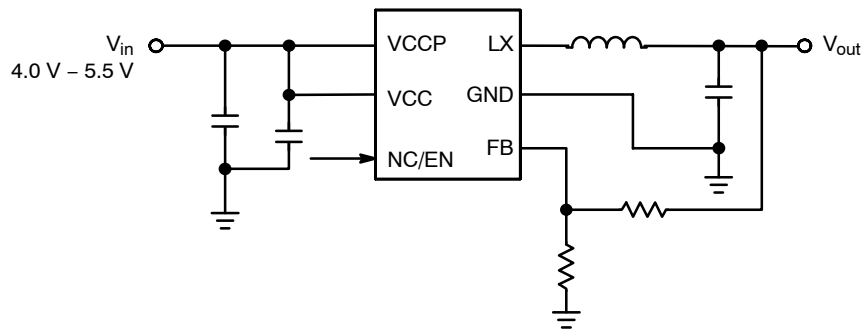 V_in
4.0 V – 5.5 V
VCCP
LX
V_out
VCC
GND
NC/EN
FB